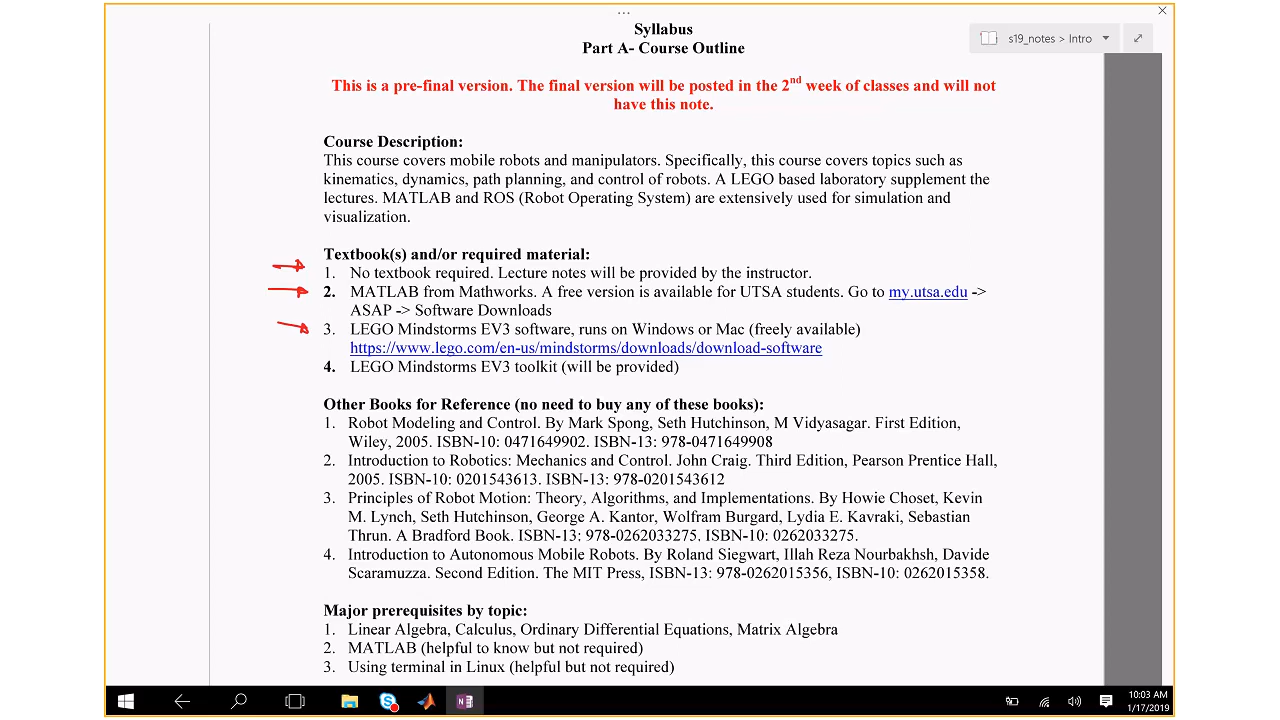 Syllabus
s19_notes > Intro
Part A- Course Outline
This is a pre-final version. The final version will be posted in the 2nd week of classes and will not
have this note.
Course Description:
This course covers mobile robots and manipulators. Specifically, this course covers topics such as
kinematics, dynamics, path planning, and control of robots. A LEGO based laboratory supplement the
lectures. MATLAB and ROS (Robot Operating System) are extensively used for simulation and
visualization.
Textbook(s) and/or required material:
1. No textbook required. Lecture notes will be provided by the instructor.
2. MATLAB from Mathworks. A free version is available for UTSA students. Go to my.utsa.edu ->
ASAP -> Software Downloads
3. LEGO Mindstorms EV3 software, runs on Windows or Mac (freely available)
https://www.lego.com/en-us/mindstorms/downloads/download-software
4. LEGO Mindstorms EV3 toolkit (will be provided)
Other Books for Reference (no need to buy any of these books):
1. Robot Modeling and Control. By Mark Spong, Seth Hutchinson, M Vidyasagar. First Edition,
Wiley, 2005. ISBN-10: 0471649902. ISBN-13: 978-0471649908
2. Introduction to Robotics: Mechanics and Control. John Craig. Third Edition, Pearson Prentice Hall,
2005. ISBN-10: 0201543613. ISBN-13: 978-0201543612
3. Principles of Robot Motion: Theory, Algorithms, and Implementations. By Howie Choset, Kevin
M. Lynch, Seth Hutchinson, George A. Kantor, Wolfram Burgard, Lydia E. Kavraki, Sebastian
Thrun. A Bradford Book. ISBN-13: 978-0262033275. ISBN-10: 0262033275.
4. Introduction to Autonomous Mobile Robots. By Roland Siegwart, Illah Reza Nourbakhsh, Davide
Scaramuzza. Second Edition. The MIT Press, ISBN-13: 978-0262015356, ISBN-10: 0262015358.
Major prerequisites by topic:
1. Linear Algebra, Calculus, Ordinary Differential Equations, Matrix Algebra
2. MATLAB (helpful to know but not required)
3. Using terminal in Linux (helpful but not required)
10:03 AM
1/17/2019